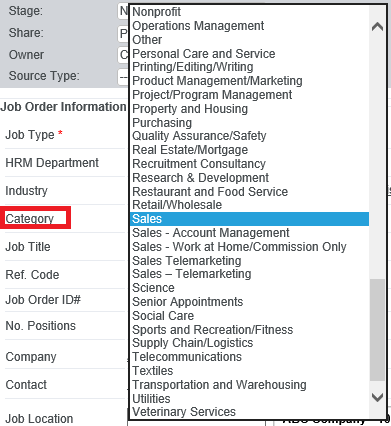 Stage:
Share:
Owner
Source Type:
Job Order Information
Job Type *
HRM Department
Industry
Category
Job Title
Ref. Code
Job Order ID#
No. Positions
Company
Contact
Job Location
Nonprofit
Operations Management
Other
Personal Care and Service
Printing/Editing/Writing
Product Management/Marketing
Project/Program Management
Property and Housing
Purchasing
Quality Assurance/Safety
Real Estate/Mortgage
Recruitment Consultancy
Research & Development
Restaurant and Food Service
Retail/Wholesale
Sales
Sales - Account Management
Sales - Work at Home/Commission Only
Sales Telemarketing
Sales – Telemarketing
Science
Senior Appointments
Social Care
Sports and Recreation/Fitness
Supply Chain/Logistics
Telecommunications
Textiles
Transportation and Warehousing
Utilities
Veterinary Services